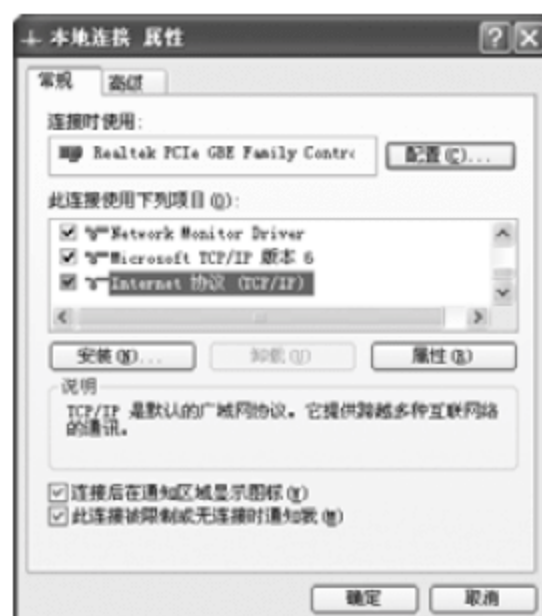 本地连接 属性
常规 高级
连接时使用:
Realtek PCIe GBE Family Contr
配置(C)...
此连接使用下列项目(O):
Network Monitor Driver
Microsoft TCP/IP 版本 6
Internet 协议 (TCP/IP)
安装(N)... 卸载(U) 属性(R)
说明
TCP/IP 是默认的广域网协议。它提供跨越多种互联网络
的通讯。
连接后在通知区域显示图标(W)
此连接被限制或无连接时通知我(M)
确定 取消